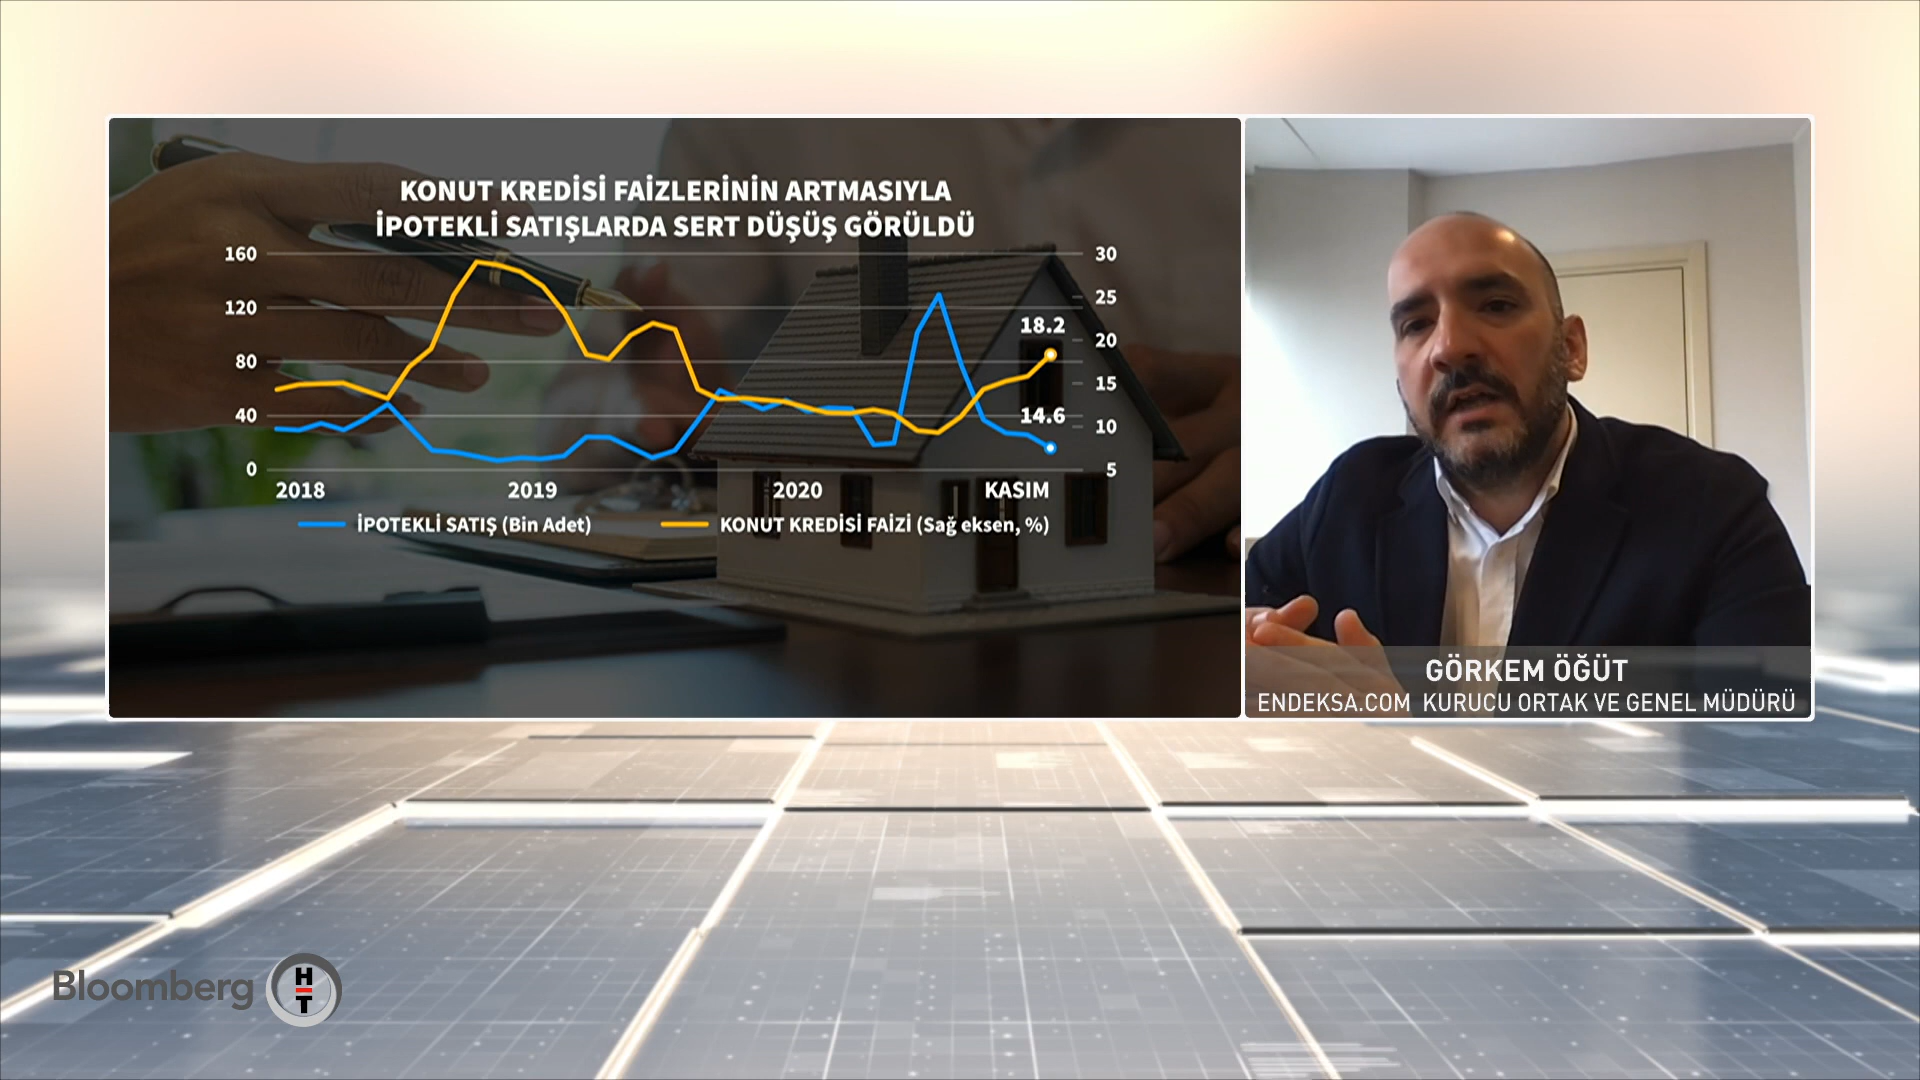 KONUT KREDİSİ FAİZLERİNİN ARTMASIYLA
İPOTEKLİ SATIŞLARDA SERT DÜŞÜŞ GÖRÜLDÜ
160
120
80
40
0
30
25
20
15
10
5
18.2
14.6
2018 2019 2020 KASIM
İPOTEKLİ SATIŞ (Bin Adet) KONUT KREDİSİ FAİZİ (Sağ eksen, %)
GÖRKEM ÖĞÜT
ENDEKSA.COM KURUCU ORTAK VE GENEL MÜDÜRÜ
Bloomberg HT